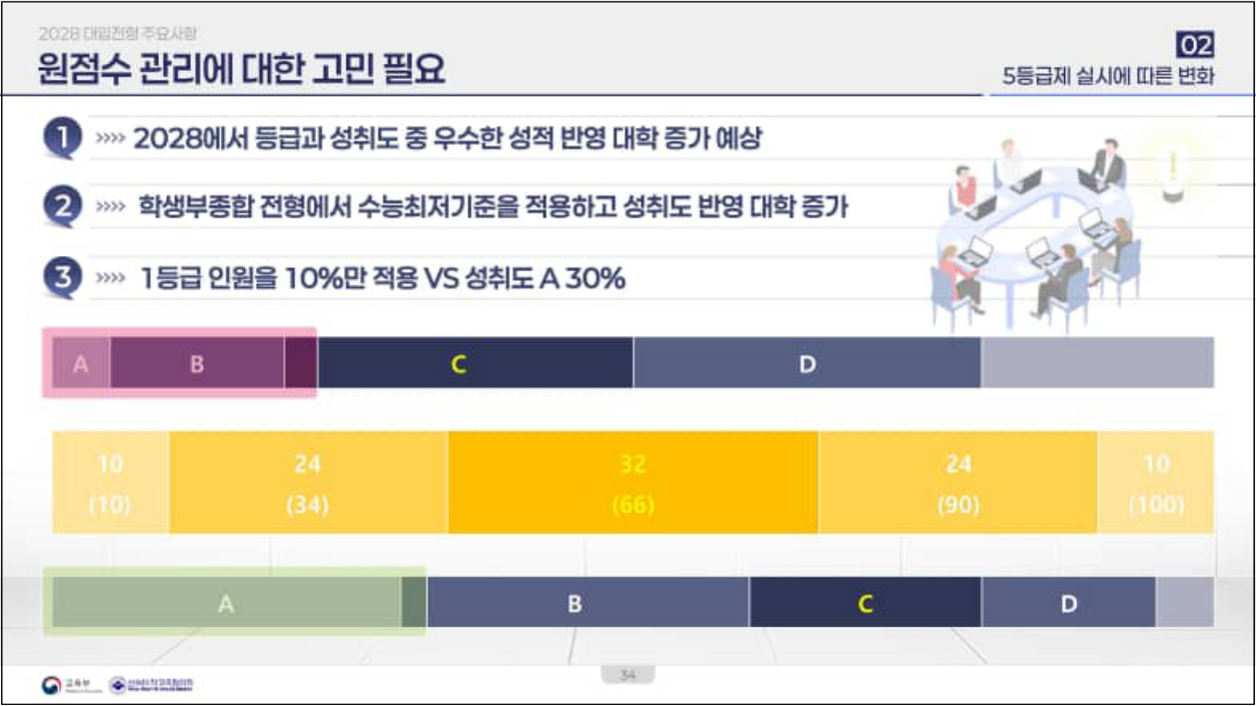 2028 대입전형 주요사항
원점수 관리에 대한 고민 필요
02
5등급제 실시에 따른 변화
1 »»» 2028에서 등급과 성취도 중 우수한 성적 반영 대학 증가 예상
2 »»» 학생부종합 전형에서 수능최저기준을 적용하고 성취도 반영 대학 증가
3 »»» 1등급 인원을 10%만 적용 VS 성취도 A 30%
A B C D
10 24 32 24 10
(10) (34) (66) (90) (100)
A B C D
34
교육부